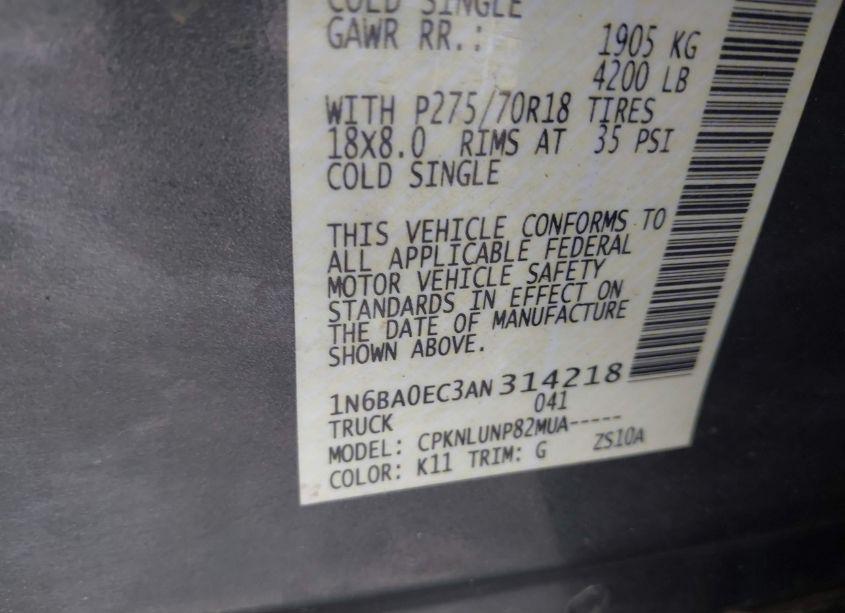 COLD SINGLE
GAWR RR.: 1905 KG
4200 LB
WITH P275/70R18 TIRES
18X8.0 RIMS AT 35 PSI
COLD SINGLE
THIS VEHICLE CONFORMS TO
ALL APPLICABLE FEDERAL
MOTOR VEHICLE SAFETY
STANDARDS IN EFFECT ON
THE DATE OF MANUFACTURE
SHOWN ABOVE.
1N6BA0EC3AN 314218
TRUCK 041
MODEL: CPKNLUNP82MUA-----
COLOR: K11 TRIM: G ZS10A